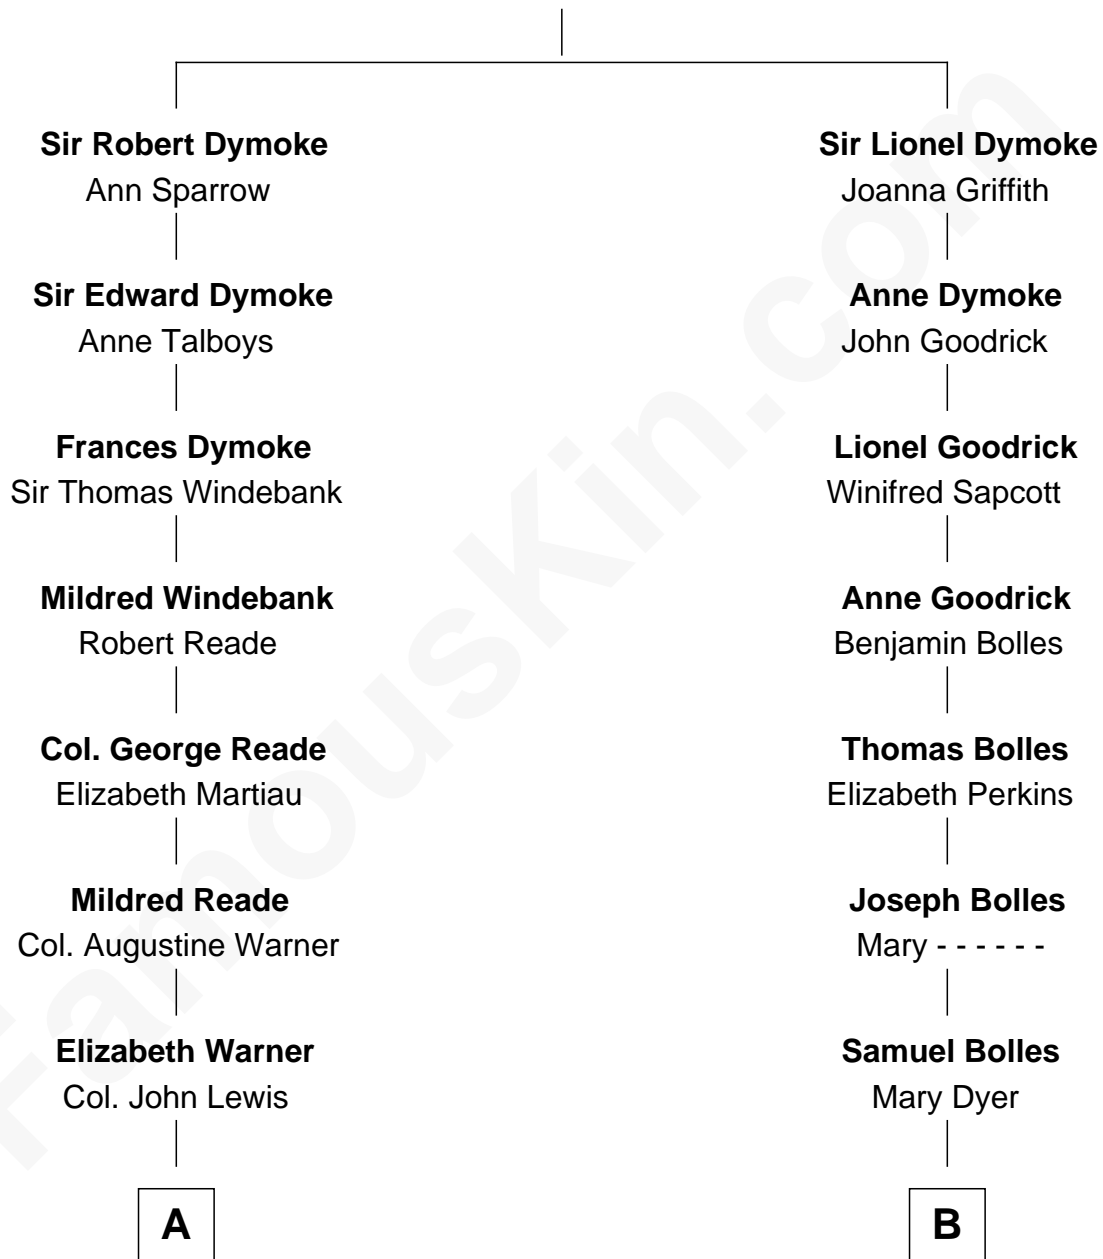 Sir Robert Dymoke
Ann Sparrow
Sir Edward Dymoke
Anne Talboys
Frances Dymoke
Sir Thomas Windebank
Mildred Windebank
Robert Reade
Col. George Reade
Elizabeth Martiau
Mildred Reade
Col. Augustine Warner
Elizabeth Warner
Col. John Lewis
A
Sir Lionel Dymoke
Joanna Griffith
Anne Dymoke
John Goodrick
Lionel Goodrick
Winifred Sapcott
Anne Goodrick
Benjamin Bolles
Thomas Bolles
Elizabeth Perkins
Joseph Bolles
Mary - - - - - -
Samuel Bolles
Mary Dyer
B
FamousKin.com